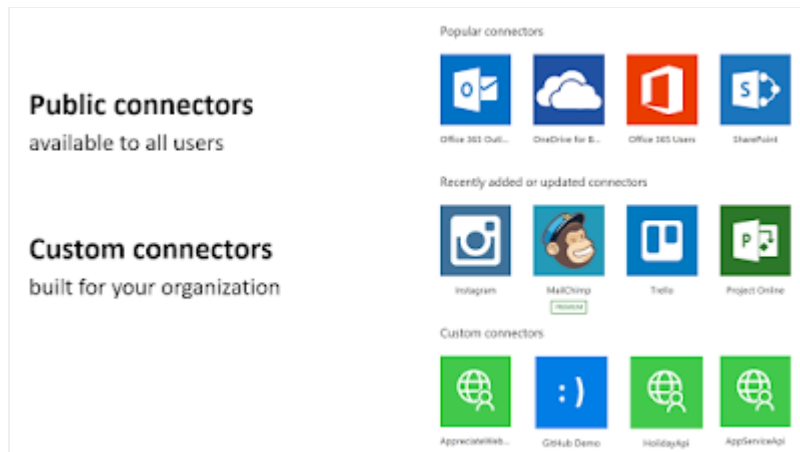 Public connectors
available to all users
Custom connectors
built for your organization
Popular connectors
Office 365 Outl...
OneDrive for B...
Office 365 Users
SharePoint
Recently added or updated connectors
Instagram
MailChimp
PREMIUM
Trello
Project Online
Custom connectors
AppreciateWeb...
GitHub Demo
HolidayApi
AppServiceApi